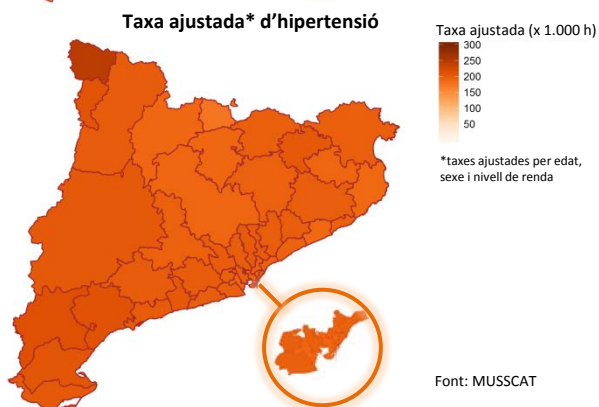 Taxa ajustada* d'hipertensió
Taxa ajustada (x 1.000 h)
300
250
200
150
100
50
*taxes ajustades per edat,
sexe i nivell de renda
Font: MUSSCAT